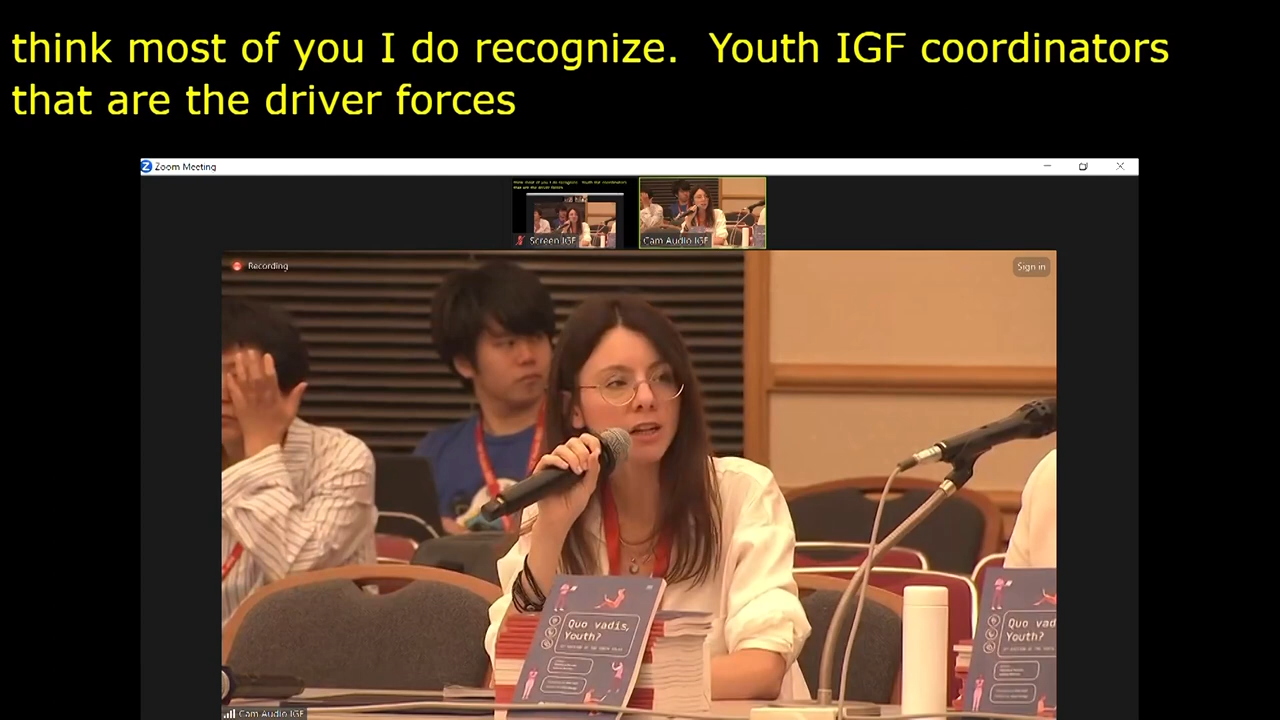 think most of you I do recognize.  Youth IGF coordinators
that are the driver forces
Zoom Meeting
Screen IGF
Cam Audio IGF
Recording
Sign in
Quo vadis,
Youth?
Quo vad
Youth?
Cam Audio IGF